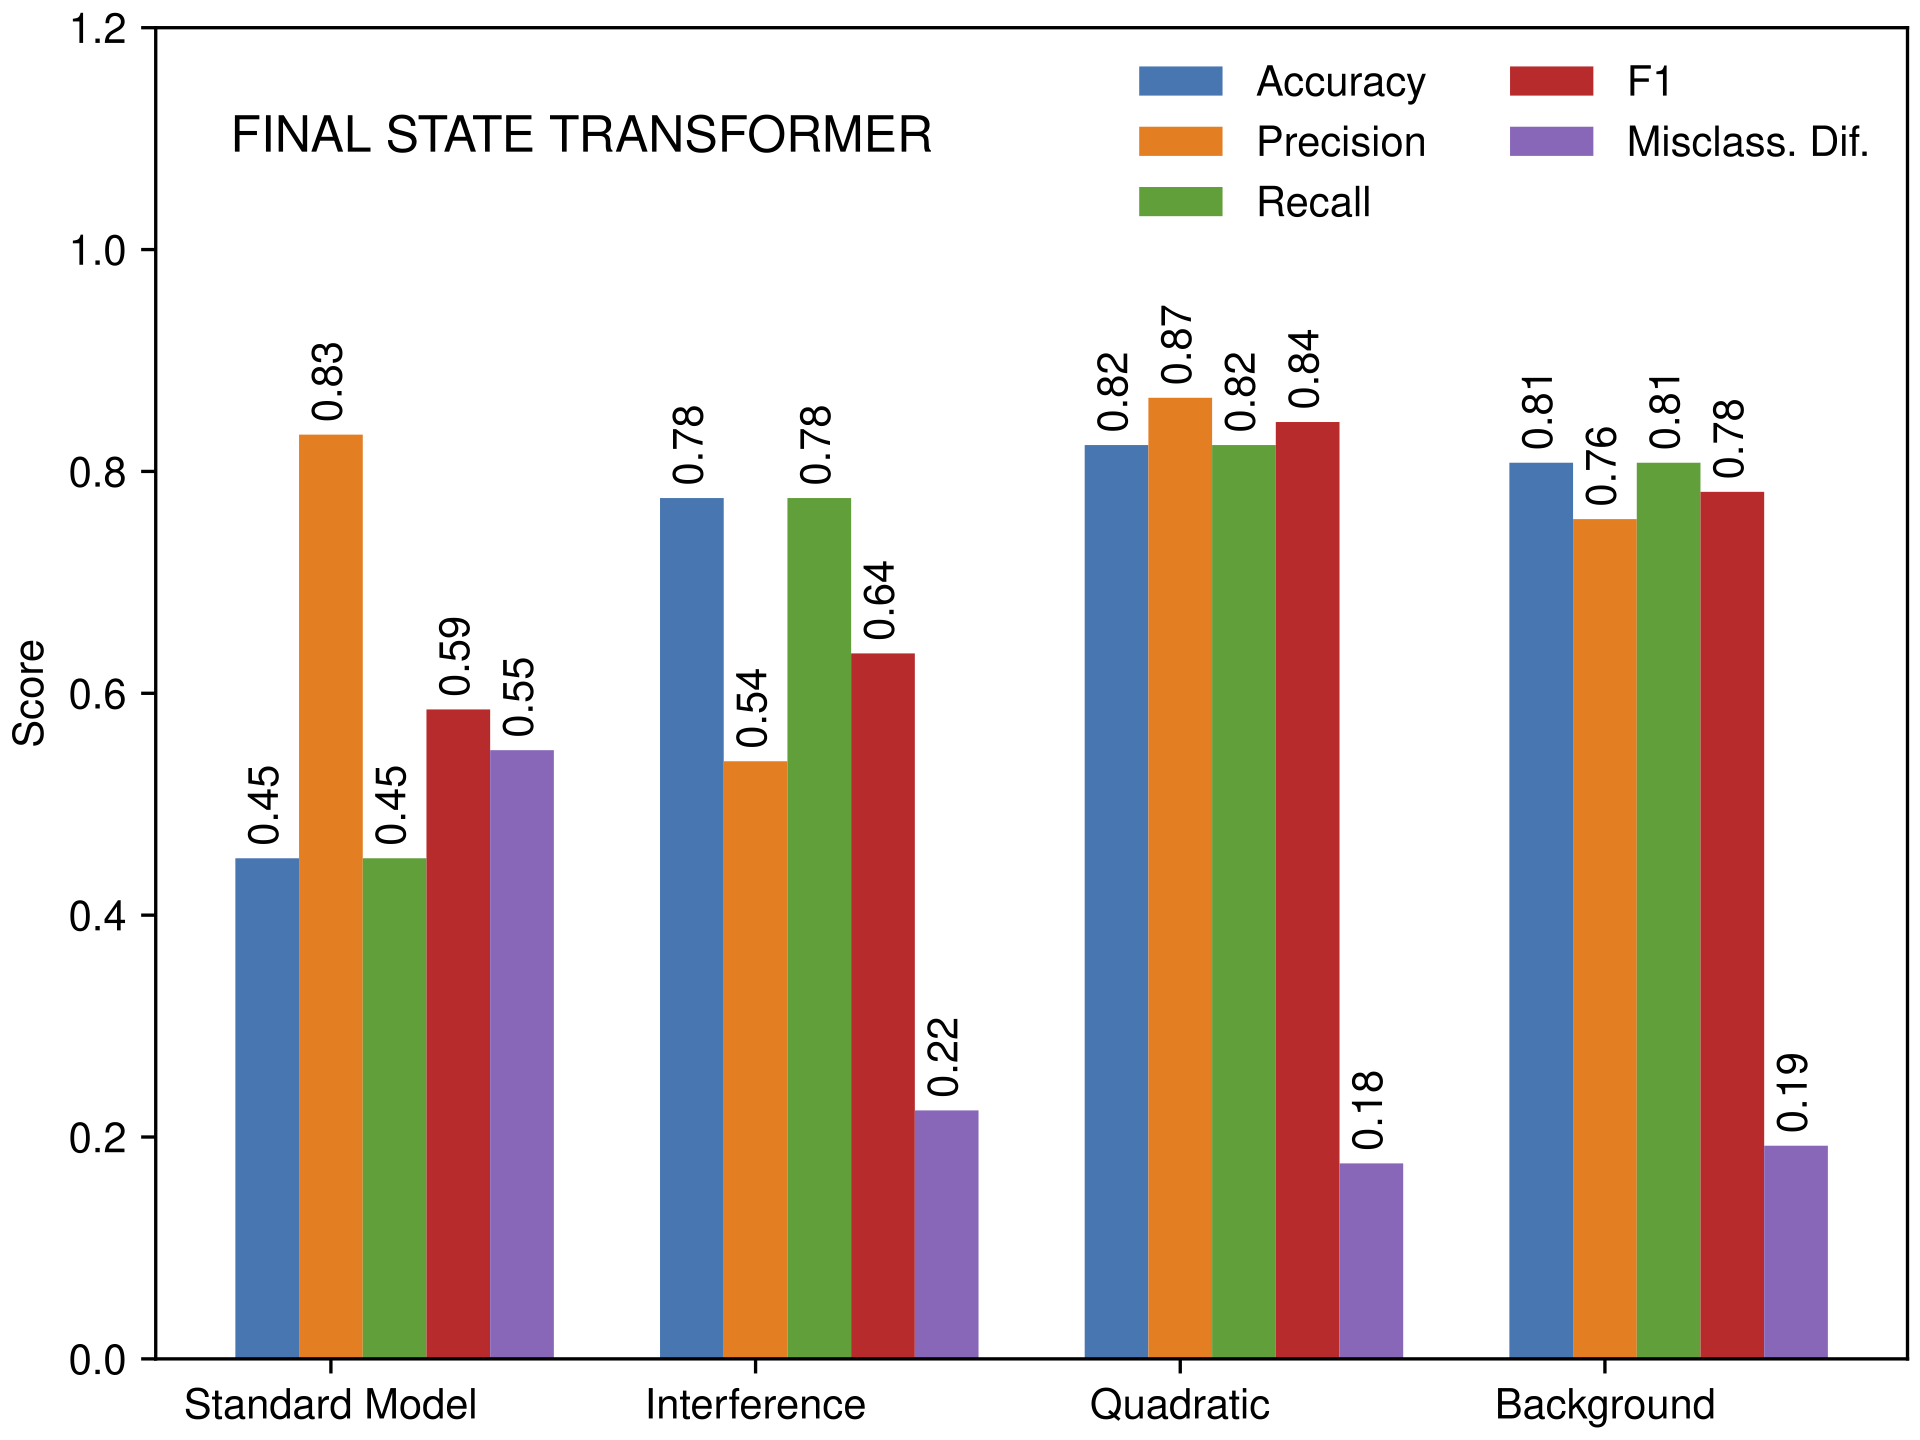 FINAL STATE TRANSFORMER
Accuracy
Precision
Recall
F1
Misclass. Dif.
Score
1.2
1.0
0.8
0.6
0.4
0.2
0.0
0.45
0.83
0.45
0.59
0.55
0.78
0.54
0.78
0.64
0.22
0.82
0.87
0.82
0.84
0.18
0.81
0.76
0.81
0.78
0.19
Standard Model
Interference
Quadratic
Background